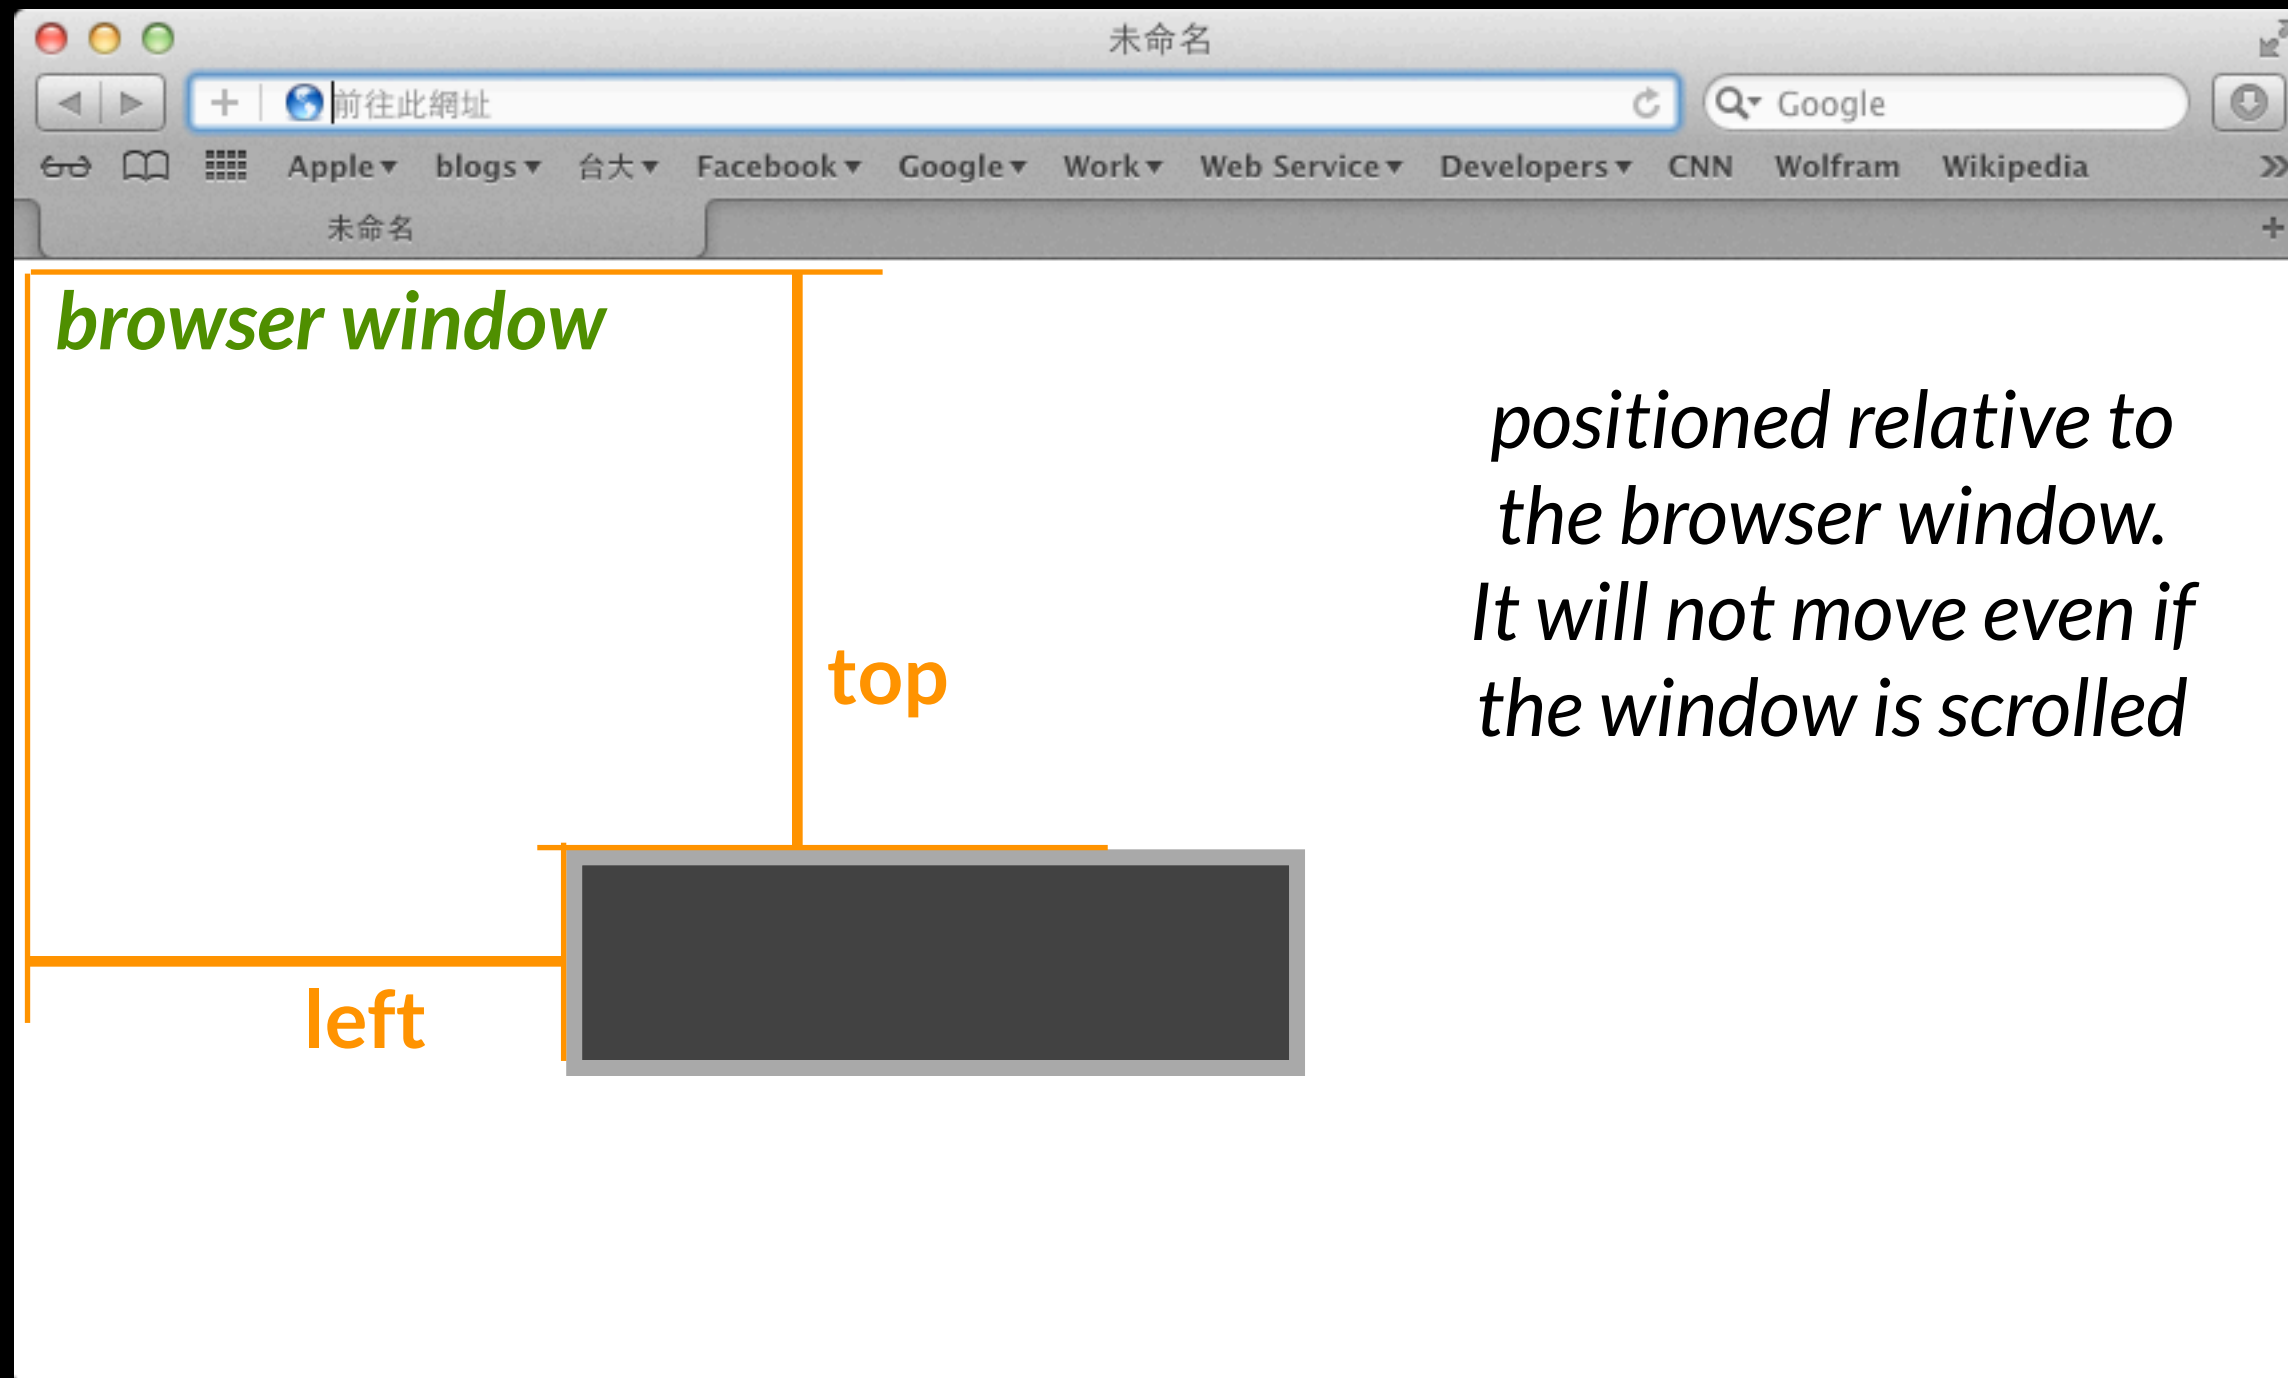 未命名
前往此網址
Google
Apple blogs 台大 Facebook Google Work Web Service Developers CNN Wolfram Wikipedia
未命名
browser window
positioned relative to
the browser window.
It will not move even if
the window is scrolled
top
left